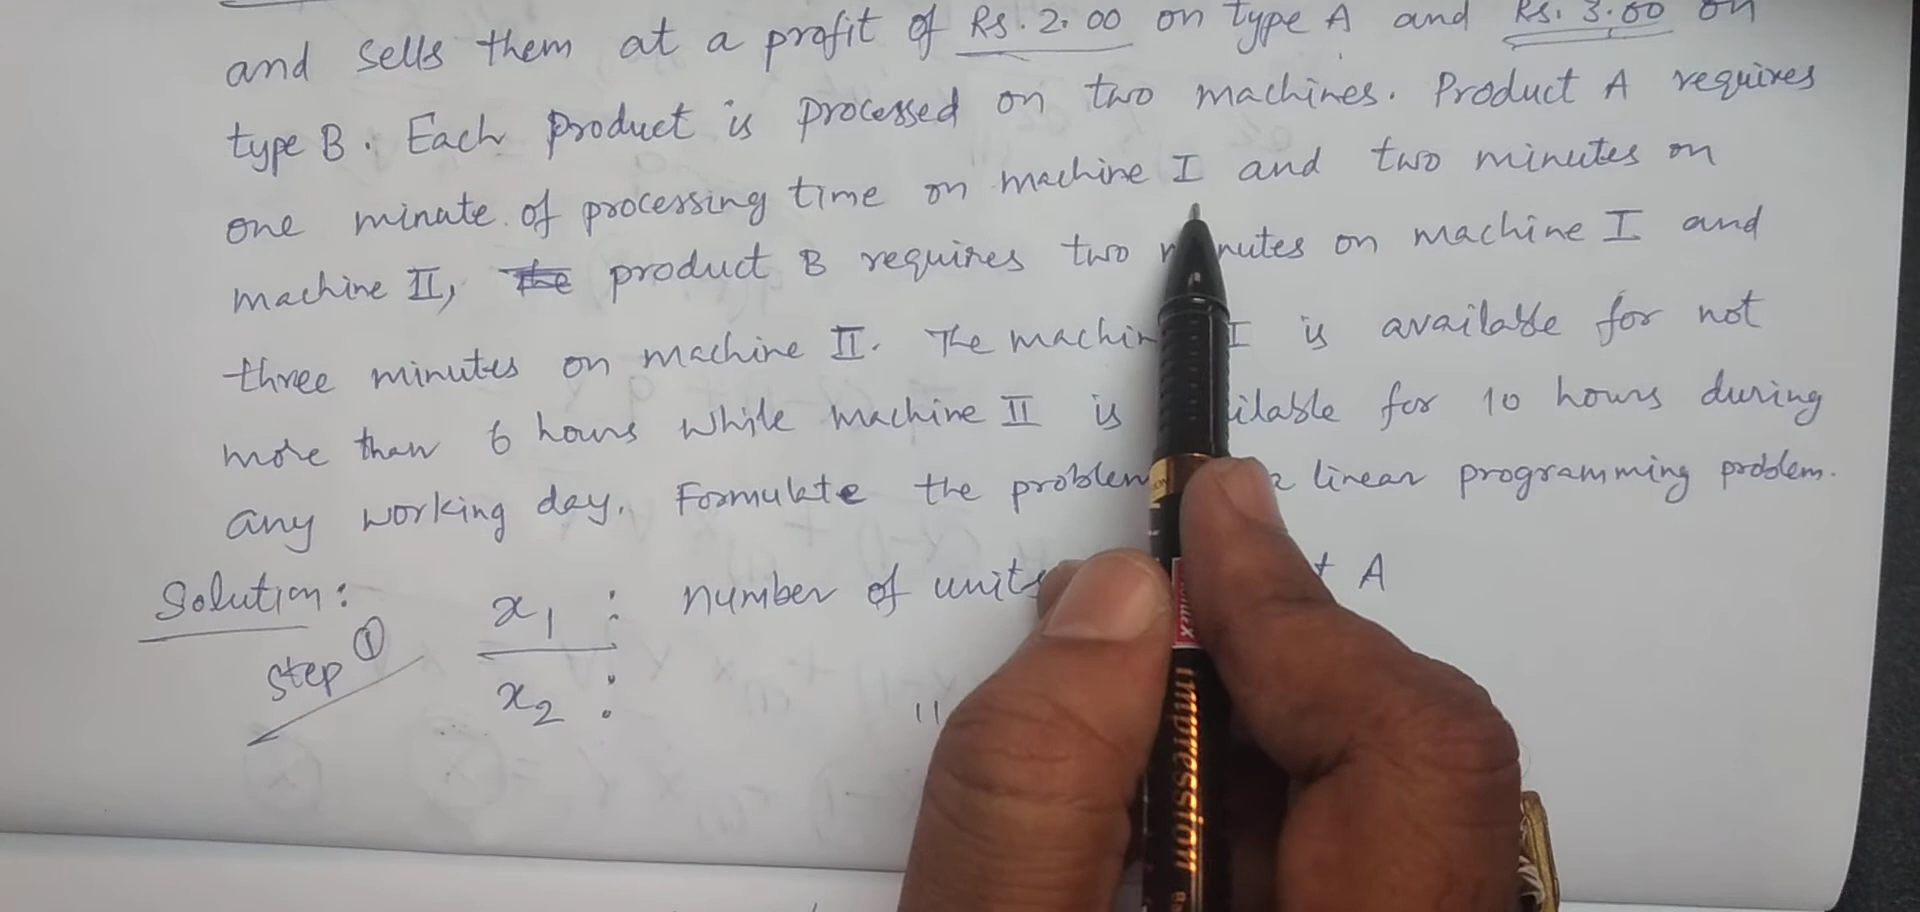 and sells them at a profit of Rs. 2.00 on type A and Rs. 3.00 on
type B. Each product is processed on two machines. Product A requires
one minute of processing time on machine I and two minutes on
machine II, the product B requires two nutes on machine I and
three minutes on machine II. The machin I is available for not
more than 6 hours while machine II is ilable for 10 hours during
any working day. Formulate the problem a linear programming problem.
Solution: x1 : number of units t A
step 1 x2 : "
impression